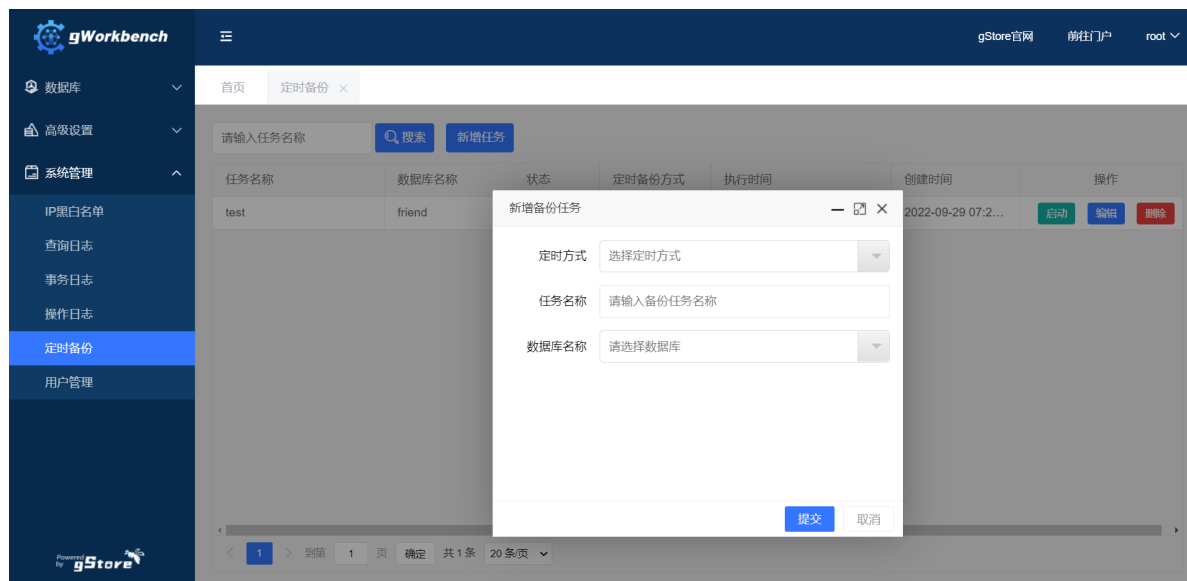 gWorkbench
gStore官网 前往门户 root
数据库
首页 定时备份
高级设置
请输入任务名称 搜索 新增任务
系统管理
任务名称 数据库名称 状态 定时备份方式 执行时间 创建时间 操作
IP黑白名单
test friend 2022-09-29 07:2... 启动 编辑 删除
新增备份任务
查询日志
定时方式 选择定时方式
事务日志
任务名称 请输入备份任务名称
操作日志
定时备份
数据库名称 请选择数据库
用户管理
提交 取消
1 到第 1 页 确定 共1条 20条/页
Powered by gStore